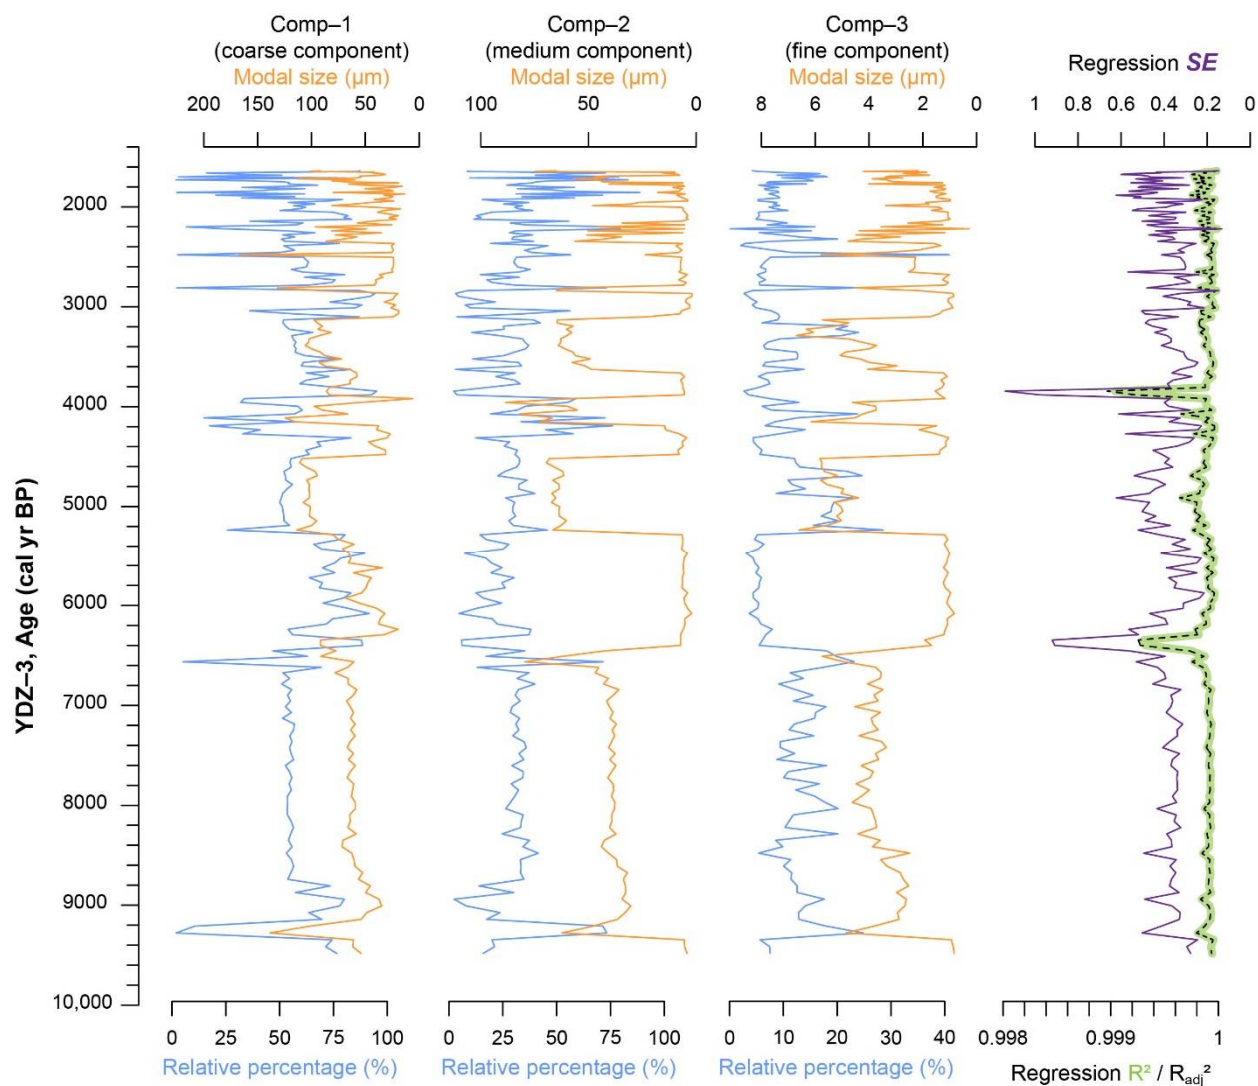 Comp–1
(coarse component)
Modal size (μm)
200 150 100 50 0
Comp–2
(medium component)
Modal size (μm)
100 50 0
Comp–3
(fine component)
Modal size (μm)
8 6 4 2 0
Regression SE
1 0.8 0.6 0.4 0.2 0
YDZ–3, Age (cal yr BP)
2000
3000
4000
5000
6000
7000
8000
9000
10,000
0 25 50 75 100
Relative percentage (%)
0 25 50 75 100
Relative percentage (%)
0 10 20 30 40
Relative percentage (%)
0.998 0.999 1
Regression R² / Radj²